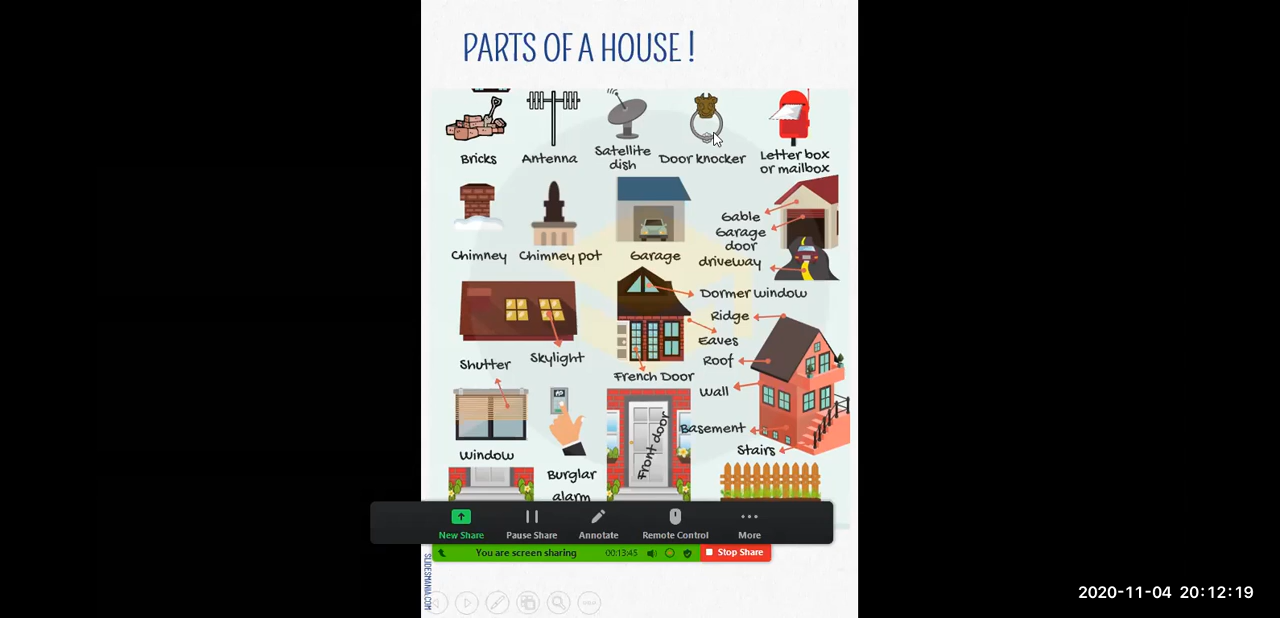 PARTS OF A HOUSE !
Bricks
Antenna
Satellite
dish
Door knocker
Letter box
or mailbox
Chimney
Chimney pot
Garage
Gable
Garage
door
driveway
Dormer window
Ridge
Eaves
Roof
Shutter
Skylight
French Door
Wall
Basement
Stairs
Front door
Window
Burglar
alarm
New Share
Pause Share
Annotate
Remote Control
More
You are screen sharing
00:13:45
Stop Share
SLIDESMANIA.COM
2020-11-04 20:12:19